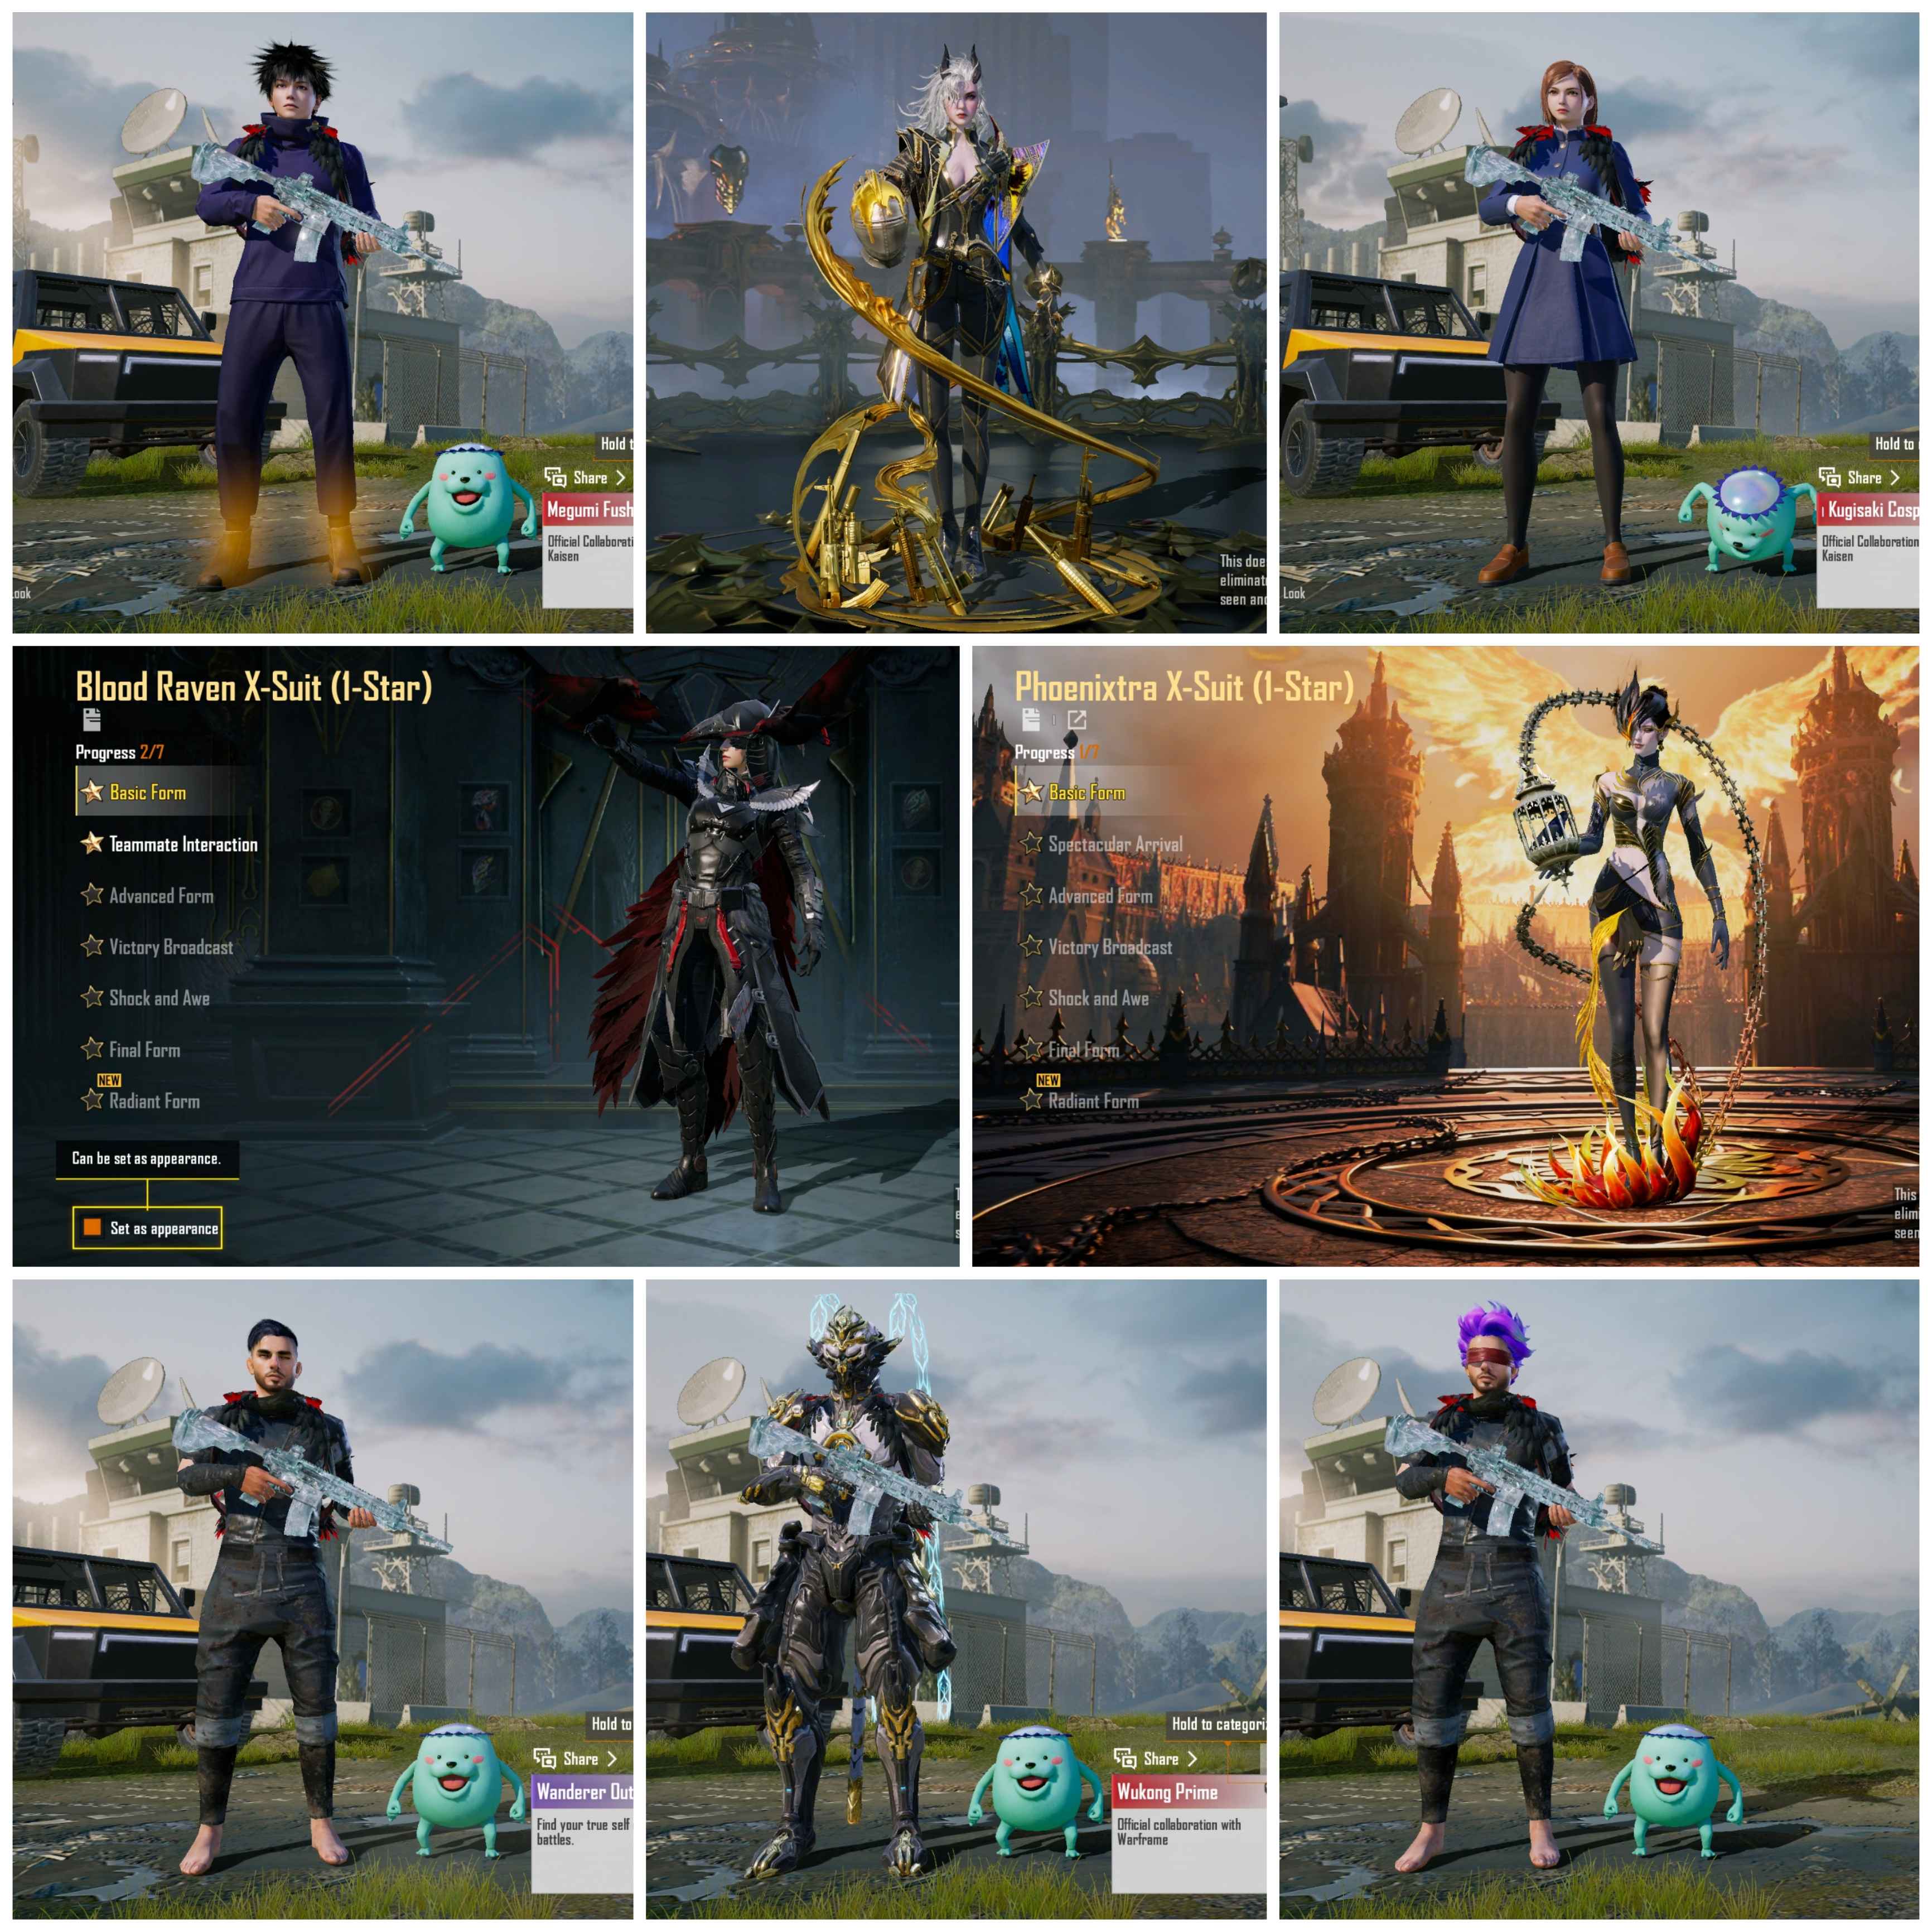 Hold t
Share
Megumi Fush
Official Collaborati
Kaisen
ook
This doe
eliminat
seen and
Hold to
Share
Kugisaki Cosp
Official Collaboration
Kaisen
Look
Blood Raven X-Suit (1-Star)
Progress 2/7
Basic Form
Teammate Interaction
Advanced Form
Victory Broadcast
Shock and Awe
Final Form
NEW
Radiant Form
Can be set as appearance.
Set as appearance
Phoenixtra X-Suit (1-Star)
Progress 1/7
Basic Form
Spectacular Arrival
Advanced Form
Victory Broadcast
Shock and Awe
Final Form
NEW
Radiant Form
This
elim
seen
Hold to
Share
Wanderer Out
Find your true self
battles.
Hold to categori
Share
Wukong Prime
Official collaboration with
Warframe